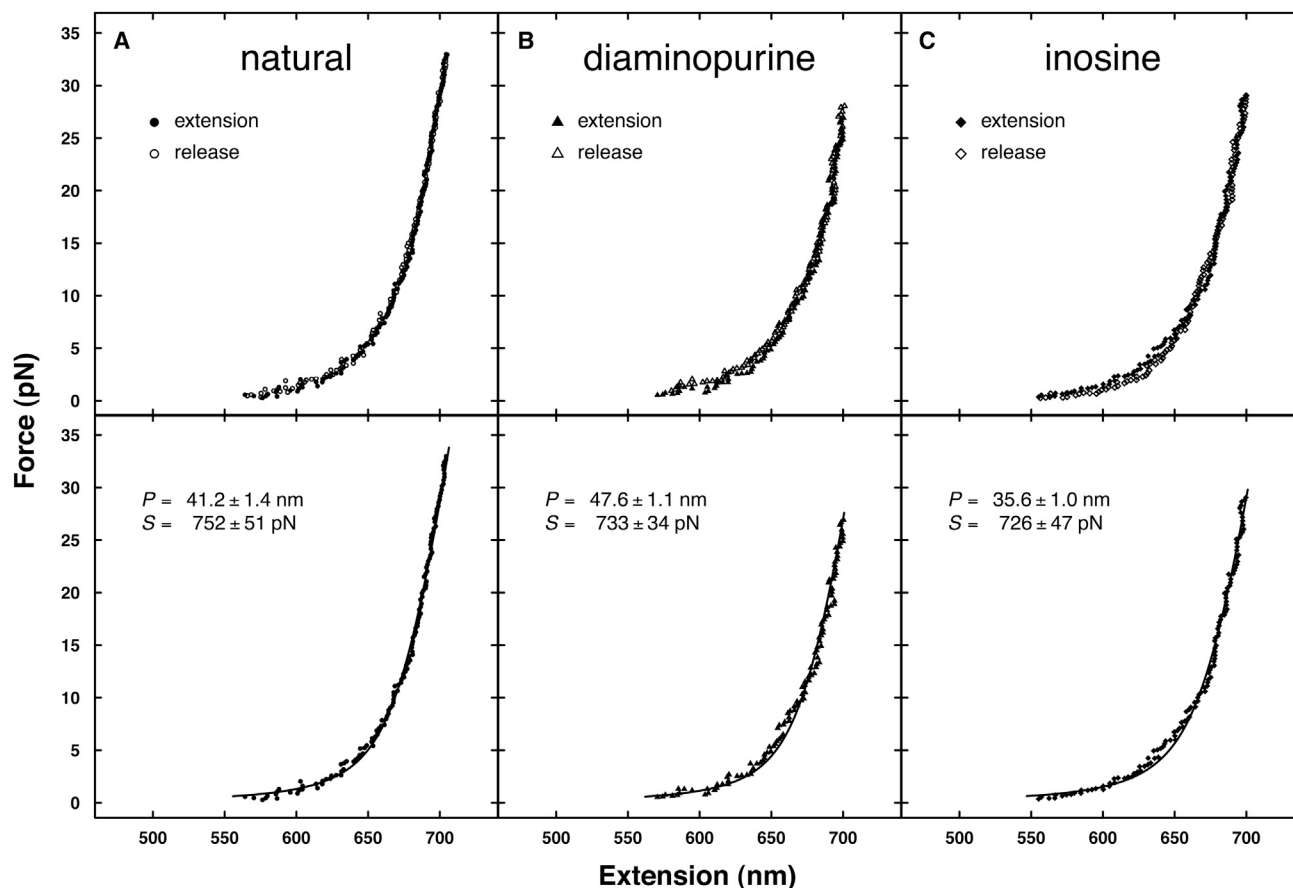 A
natural
extension
release
B
diaminopurine
extension
release
C
inosine
extension
release
35
30
25
20
15
10
5
0
Force (pN)
P = 41.2 ± 1.4 nm
S = 752 ± 51 pN
P = 47.6 ± 1.1 nm
S = 733 ± 34 pN
P = 35.6 ± 1.0 nm
S = 726 ± 47 pN
35
30
25
20
15
10
5
0
500 550 600 650 700
500 550 600 650 700
500 550 600 650 700
Extension (nm)